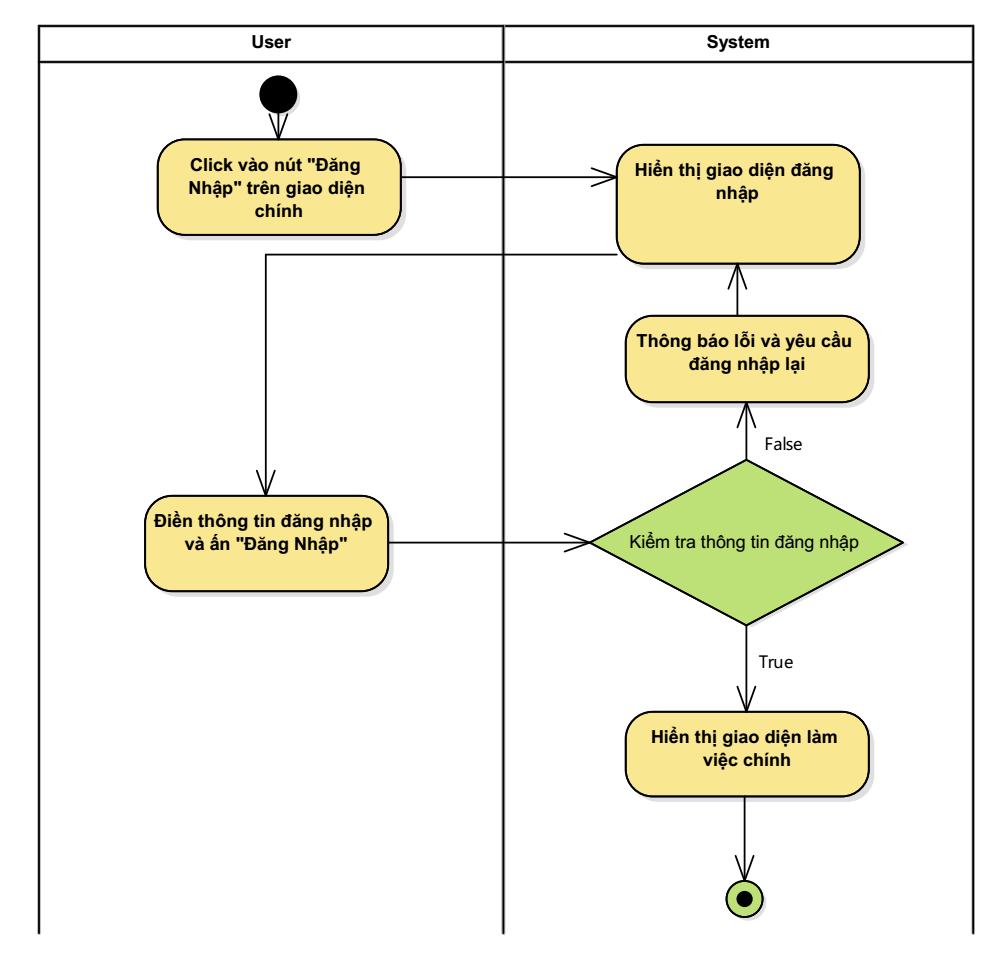 User
System
Click vào nút "Đăng
Nhập" trên giao diện
chính
Hiển thị giao diện đăng
nhập
Thông báo lỗi và yêu cầu
đăng nhập lại
False
Điền thông tin đăng nhập
và ấn "Đăng Nhập"
Kiểm tra thông tin đăng nhập
True
Hiển thị giao diện làm
việc chính